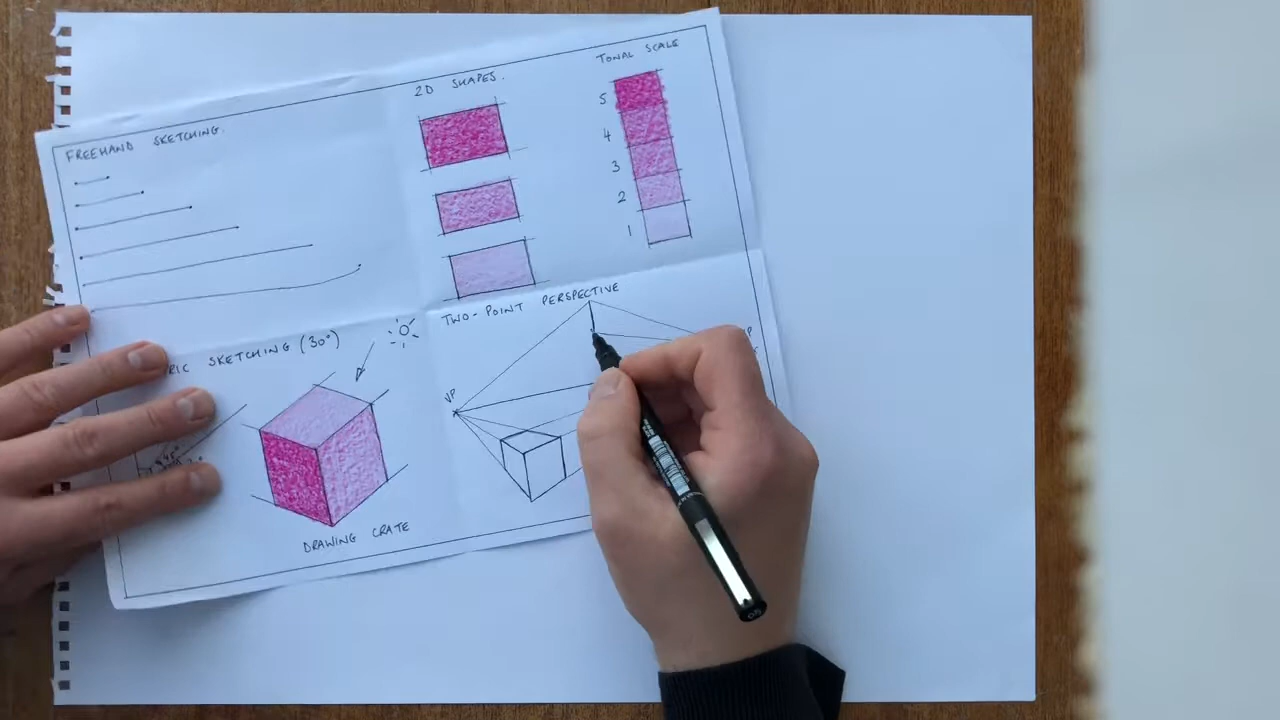 FREEHAND SKETCHING.
2D SHAPES.
TONAL SCALE
5
4
3
2
1
RIC SKETCHING (30°)
DRAWING CRATE
TWO-POINT PERSPECTIVE
VP